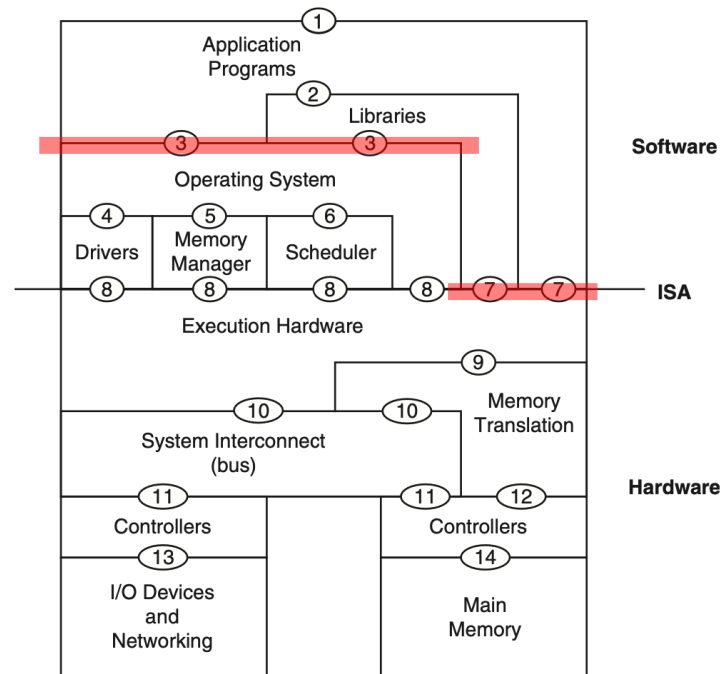 1
Application
Programs
2
Libraries
3 3
Software
Operating System
4 5 6
Drivers
Memory
Manager
Scheduler
8 8 8 8 7 7
ISA
Execution Hardware
9
Memory
Translation
10 10
System Interconnect
(bus)
Hardware
11 11 12
Controllers
Controllers
13 14
I/O Devices
and
Networking
Main
Memory